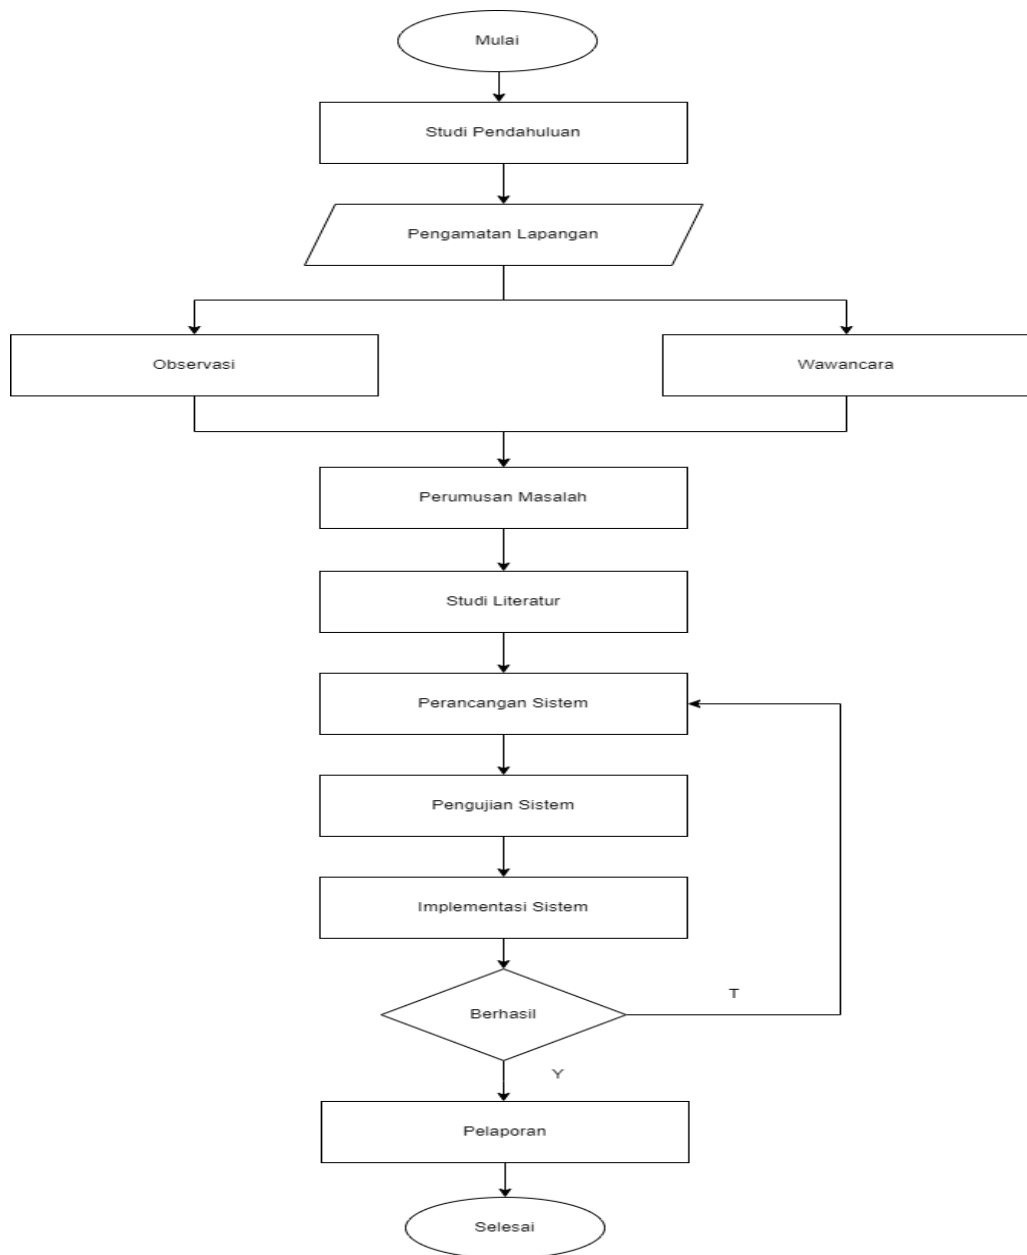 Mulai
Studi Pendahuluan
Pengamatan Lapangan
Observasi
Wawancara
Perumusan Masalah
Studi Literatur
Perancangan Sistem
Pengujian Sistem
Implementasi Sistem
Berhasil
T
Y
Pelaporan
Selesai